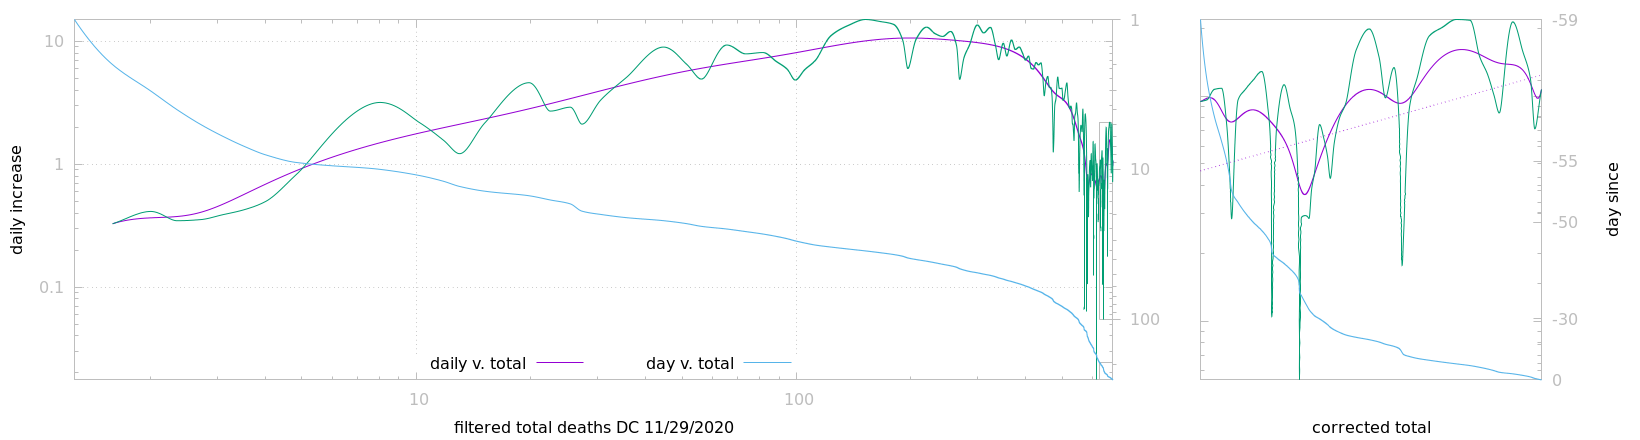 10
1
0.1
daily increase
daily v. total
day v. total
10
100
filtered total deaths DC 11/29/2020
1
10
100
-59
-55
-50
-30
0
day since
corrected total